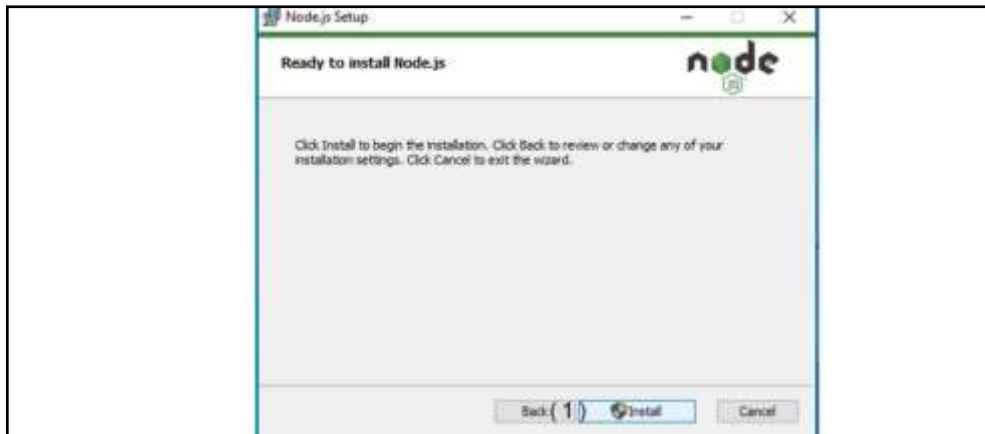 Node.js Setup
Ready to install Node.js
node
JS
Click Install to begin the installation. Click Back to review or change any of your
installation settings. Click Cancel to exit the wizard.
Back ( 1 ) Install Cancel